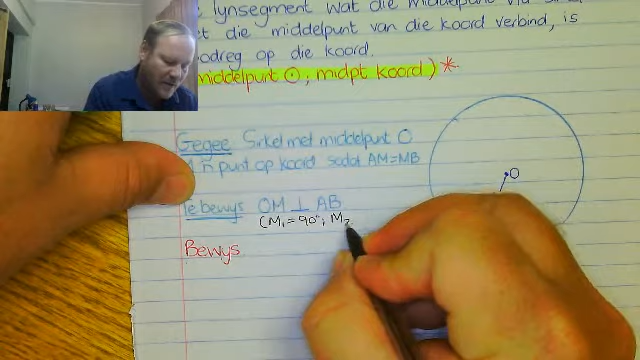 lynsegment wat die middelpunt van
die middelpunt van die koord verbind, is
op die koord.
middelpunt ⊙; midpt koord)*
Gegee Sirkel met middelpunt O
'n punt op koord sodat AM=MB
Te bewys OM ⊥ AB
(M₁ = 90°; M₂
Bewys
O